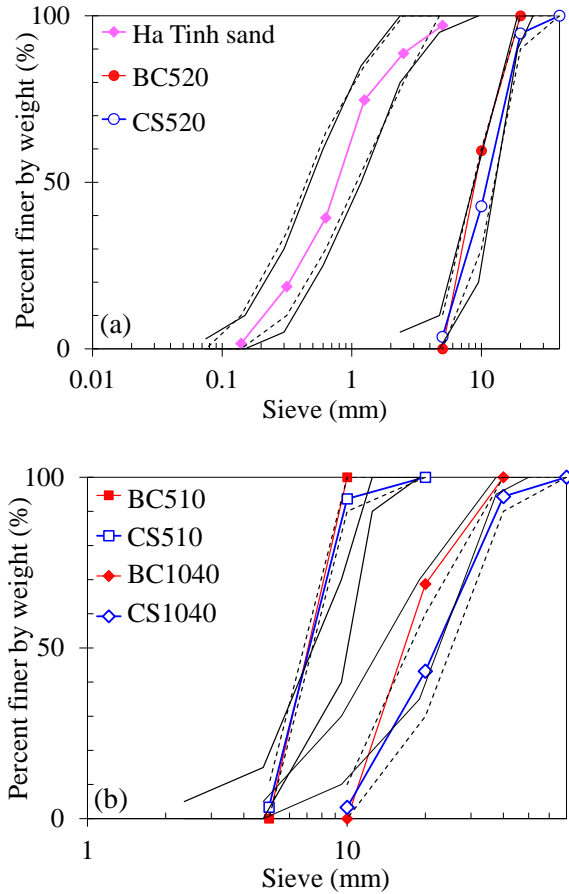 100
Ha Tinh sand
BC520
CS520
50
Percent finer by weight (%)
(a)
0
0.01 0.1 1 10
Sieve (mm)
100
BC510
CS510
BC1040
CS1040
50
Percent finer by weight (%)
(b)
0
1 10
Sieve (mm)